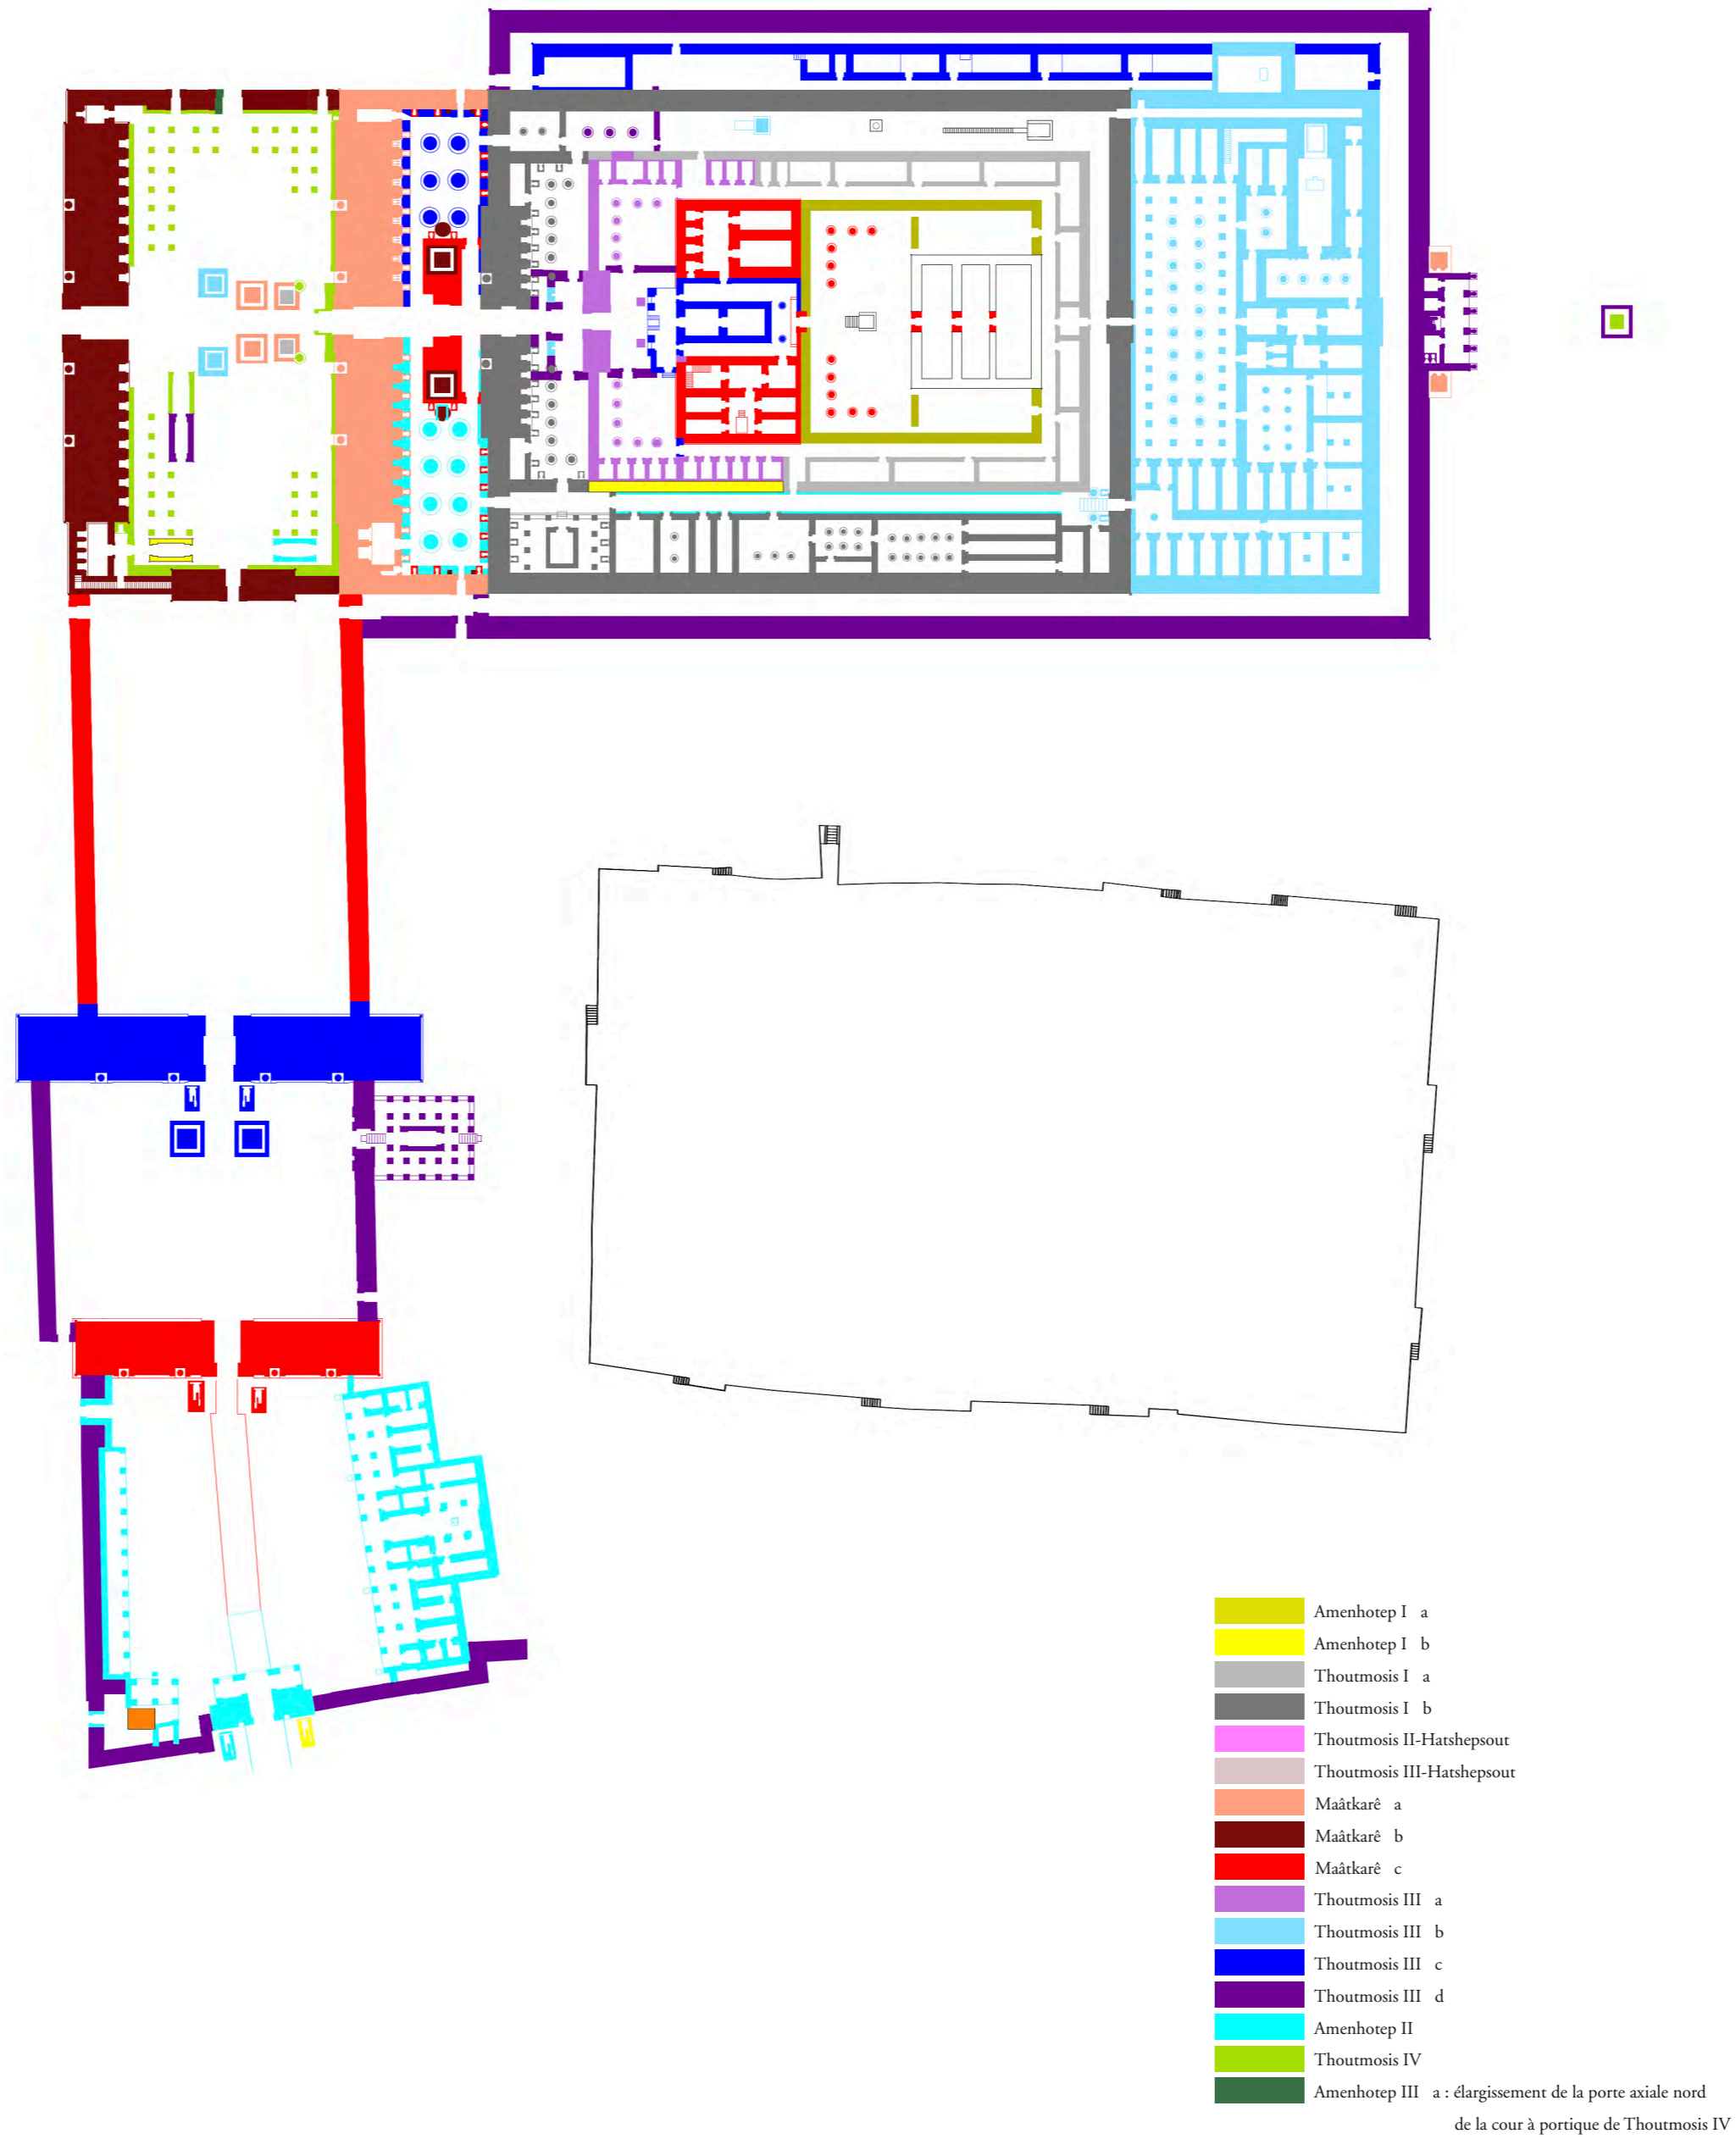 Amenhotep I a
Amenhotep I b
Thoutmosis I a
Thoutmosis I b
Thoutmosis II-Hatshepsout
Thoutmosis III-Hatshepsout
Maâtkarê a
Maâtkarê b
Maâtkarê c
Thoutmosis III a
Thoutmosis III b
Thoutmosis III c
Thoutmosis III d
Amenhotep II
Thoutmosis IV
Amenhotep III a : élargissement de la porte axiale nord
de la cour à portique de Thoutmosis IV